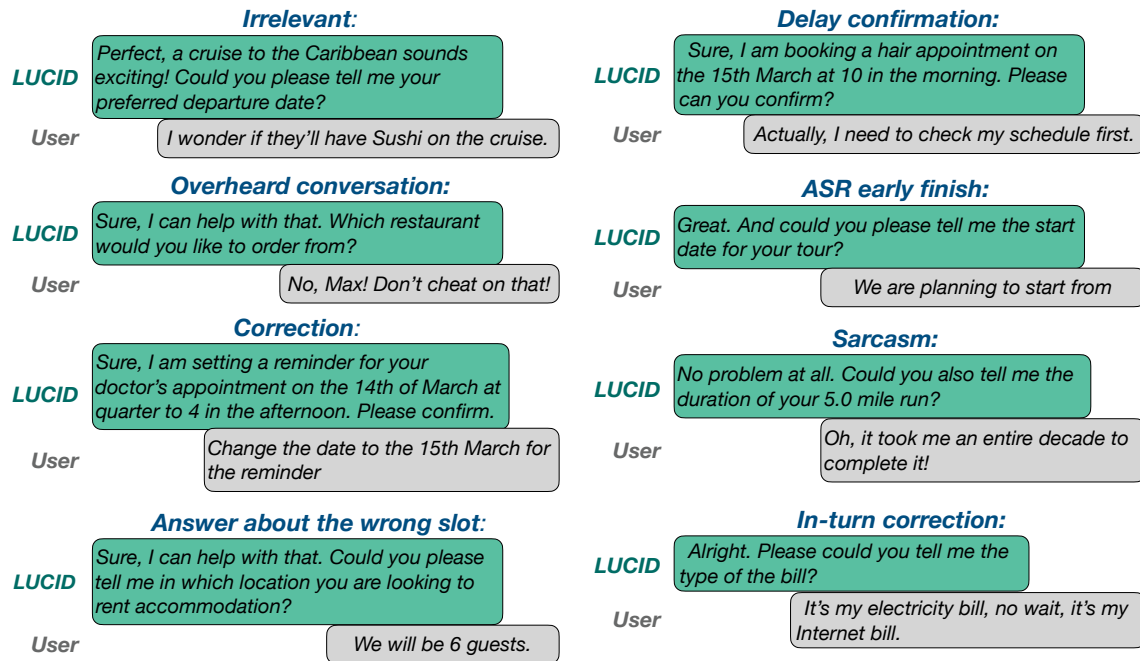 Irrelevant:
LUCID
Perfect, a cruise to the Caribbean sounds
exciting! Could you please tell me your
preferred departure date?
User
I wonder if they'll have Sushi on the cruise.
Overheard conversation:
LUCID
Sure, I can help with that. Which restaurant
would you like to order from?
User
No, Max! Don't cheat on that!
Correction:
LUCID
Sure, I am setting a reminder for your
doctor's appointment on the 14th of March at
quarter to 4 in the afternoon. Please confirm.
User
Change the date to the 15th March for
the reminder
Answer about the wrong slot:
LUCID
Sure, I can help with that. Could you please
tell me in which location you are looking to
rent accommodation?
User
We will be 6 guests.
Delay confirmation:
LUCID
Sure, I am booking a hair appointment on
the 15th March at 10 in the morning. Please
can you confirm?
User
Actually, I need to check my schedule first.
ASR early finish:
LUCID
Great. And could you please tell me the start
date for your tour?
User
We are planning to start from
Sarcasm:
LUCID
No problem at all. Could you also tell me the
duration of your 5.0 mile run?
User
Oh, it took me an entire decade to
complete it!
In-turn correction:
LUCID
Alright. Please could you tell me the
type of the bill?
User
It's my electricity bill, no wait, it's my
Internet bill.